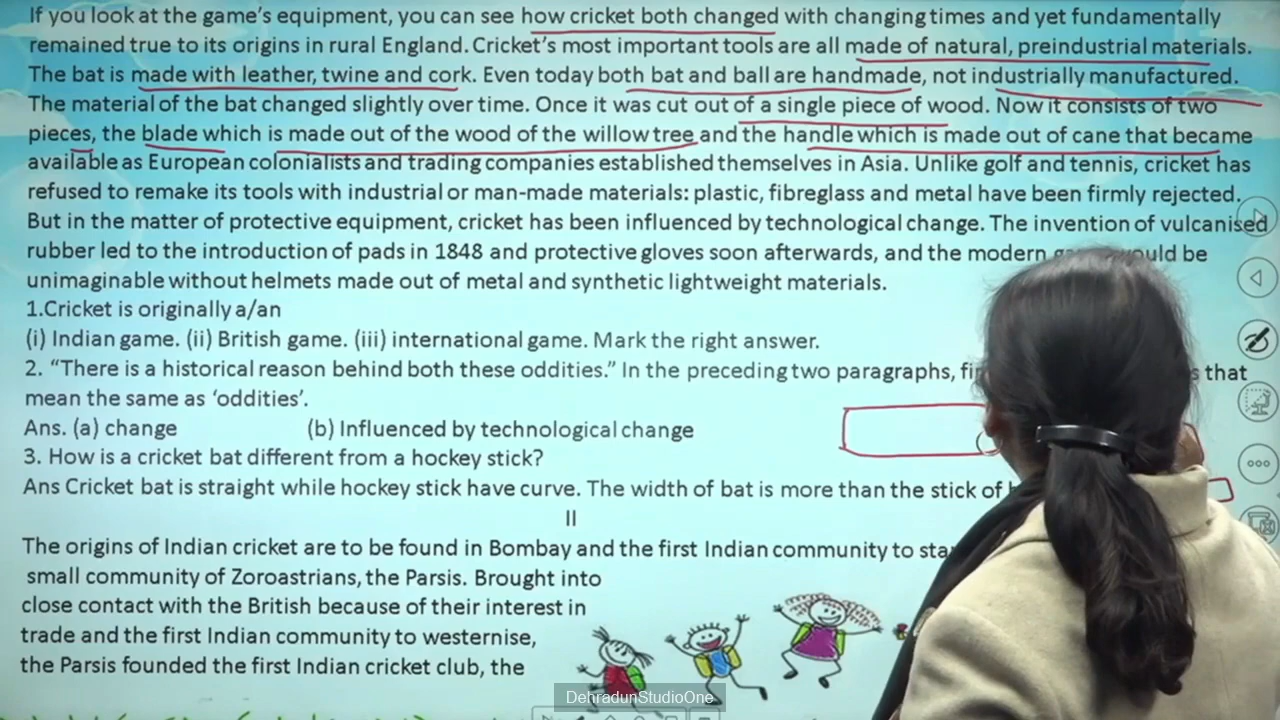 If you look at the game's equipment, you can see how cricket both changed with changing times and yet fundamentally
remained true to its origins in rural England. Cricket's most important tools are all made of natural, preindustrial materials.
The bat is made with leather, twine and cork. Even today both bat and ball are handmade, not industrially manufactured.
The material of the bat changed slightly over time. Once it was cut out of a single piece of wood. Now it consists of two
pieces, the blade which is made out of the wood of the willow tree and the handle which is made out of cane that became
available as European colonialists and trading companies established themselves in Asia. Unlike golf and tennis, cricket has
refused to remake its tools with industrial or man-made materials: plastic, fibreglass and metal have been firmly rejected.
But in the matter of protective equipment, cricket has been influenced by technological change. The invention of vulcanised
rubber led to the introduction of pads in 1848 and protective gloves soon afterwards, and the modern be
unimaginable without helmets made out of metal and synthetic lightweight materials.
1.Cricket is originally a/an
(i) Indian game. (ii) British game. (iii) international game. Mark the right answer.
2. "There is a historical reason behind both these oddities." In the preceding two paragraphs, that
mean the same as 'oddities'.
Ans. (a) change (b) Influenced by technological change
3. How is a cricket bat different from a hockey stick?
Ans Cricket bat is straight while hockey stick have curve. The width of bat is more than the stick of
II
The origins of Indian cricket are to be found in Bombay and the first Indian community to
small community of Zoroastrians, the Parsis. Brought into
close contact with the British because of their interest in
trade and the first Indian community to westernise,
the Parsis founded the first Indian cricket club, the
DehradunStudioOne